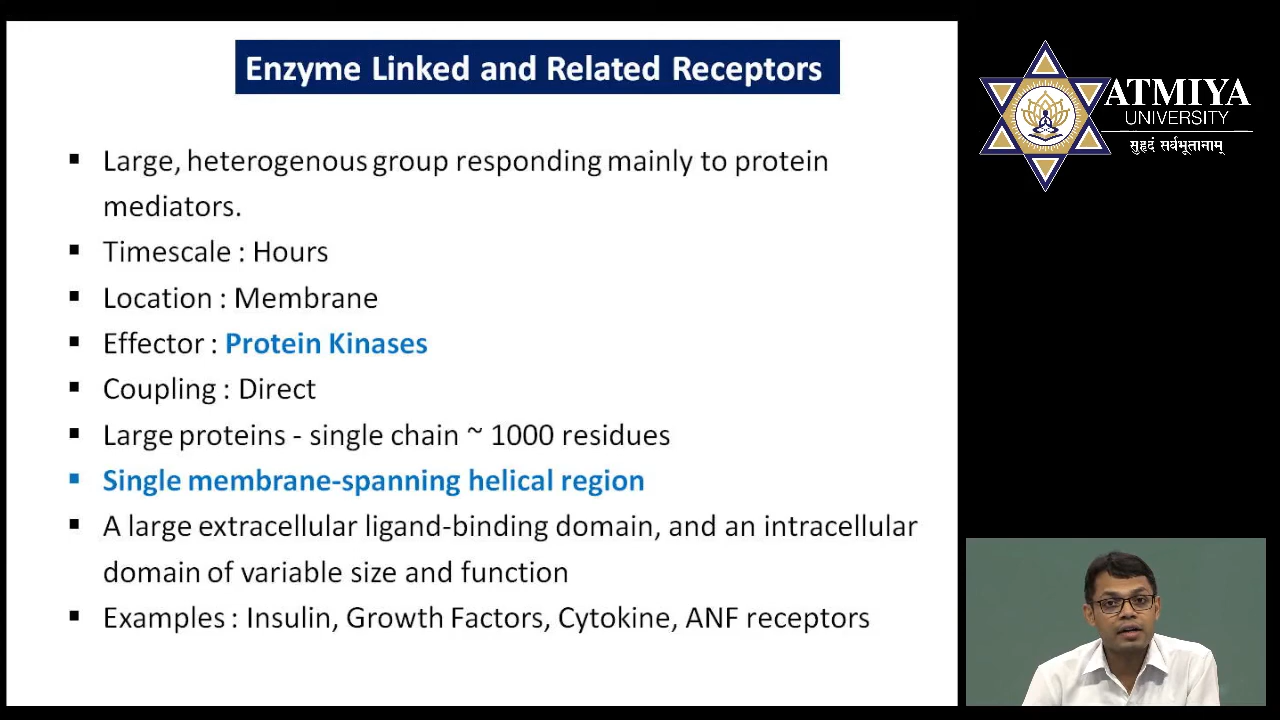 Enzyme Linked and Related Receptors
▪ Large, heterogenous group responding mainly to protein
mediators.
▪ Timescale : Hours
▪ Location : Membrane
▪ Effector : Protein Kinases
▪ Coupling : Direct
▪ Large proteins - single chain ~ 1000 residues
▪ Single membrane-spanning helical region
▪ A large extracellular ligand-binding domain, and an intracellular
domain of variable size and function
▪ Examples : Insulin, Growth Factors, Cytokine, ANF receptors
ATMIYA
UNIVERSITY
सुहृदं सर्वभूतानाम्